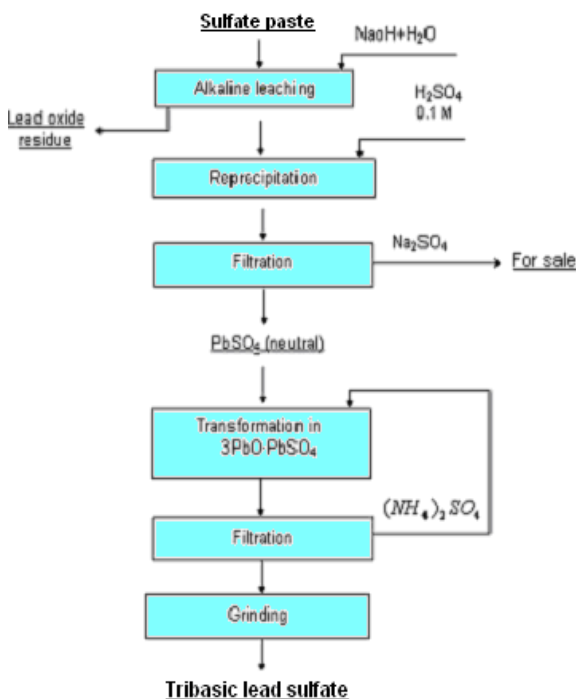 Sulfate paste
NaoH+H₂O
Alkaline leaching
H₂SO₄
0.1 M
Lead oxide
residue
Reprecipitation
Na₂SO₄
Filtration
For sale
PbSO₄ (neutral)
Transformation in
3PbO·PbSO₄
(NH₄)₂SO₄
Filtration
Grinding
Tribasic lead sulfate